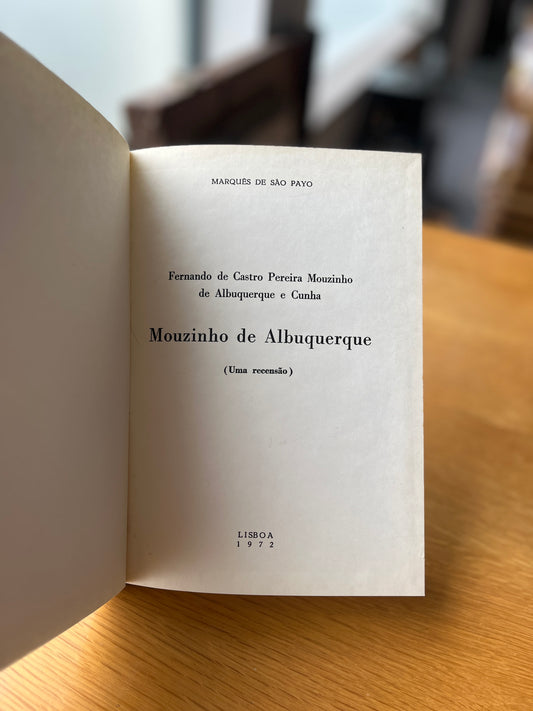 MARQUÊS DE SÃO PAYO
Fernando de Castro Pereira Mouzinho
de Albuquerque e Cunha
Mouzinho de Albuquerque
(Uma recensão)
LISBOA
1972